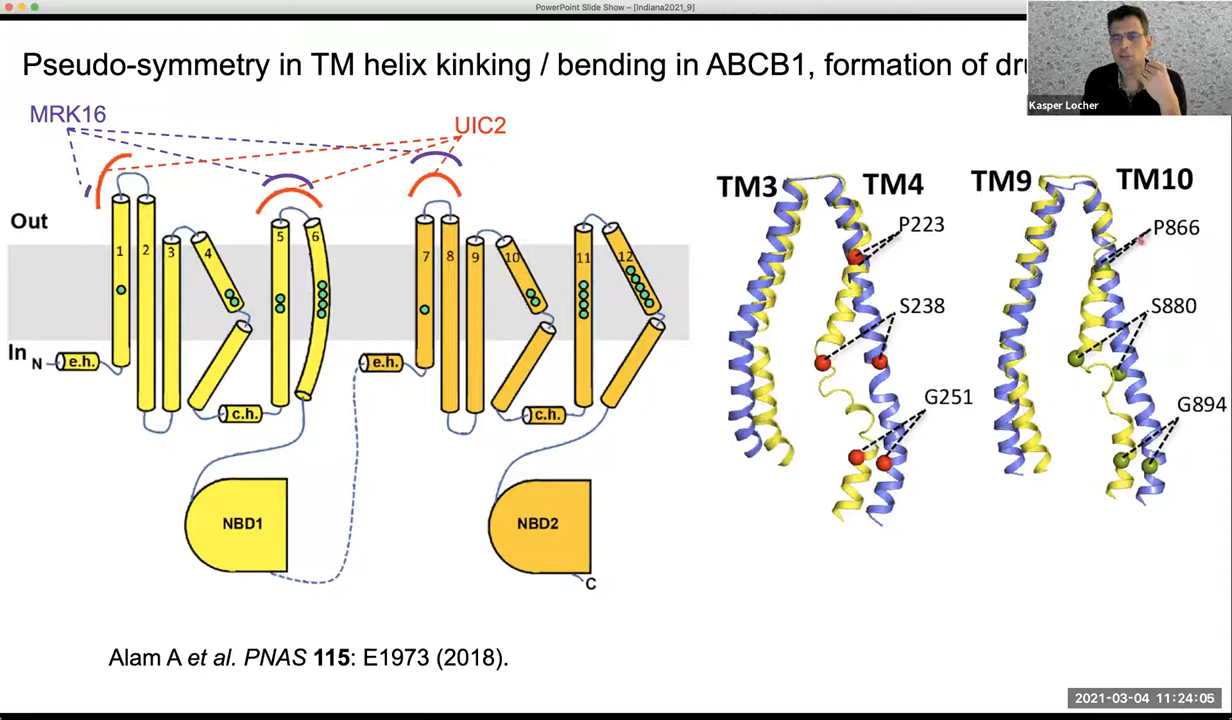 PowerPoint Slide Show – [Indiana2021_9]
Pseudo-symmetry in TM helix kinking / bending in ABCB1, formation of
Kasper Locher
MRK16
UIC2
Out
1
2
3
4
5
6
7
8
9
10
11
12
In
N
e.h.
c.h.
e.h.
c.h.
NBD1
NBD2
C
TM3
TM4
P223
S238
G251
TM9
TM10
P866
S880
G894
Alam A et al. PNAS 115: E1973 (2018).
2021-03-04 11:24:05